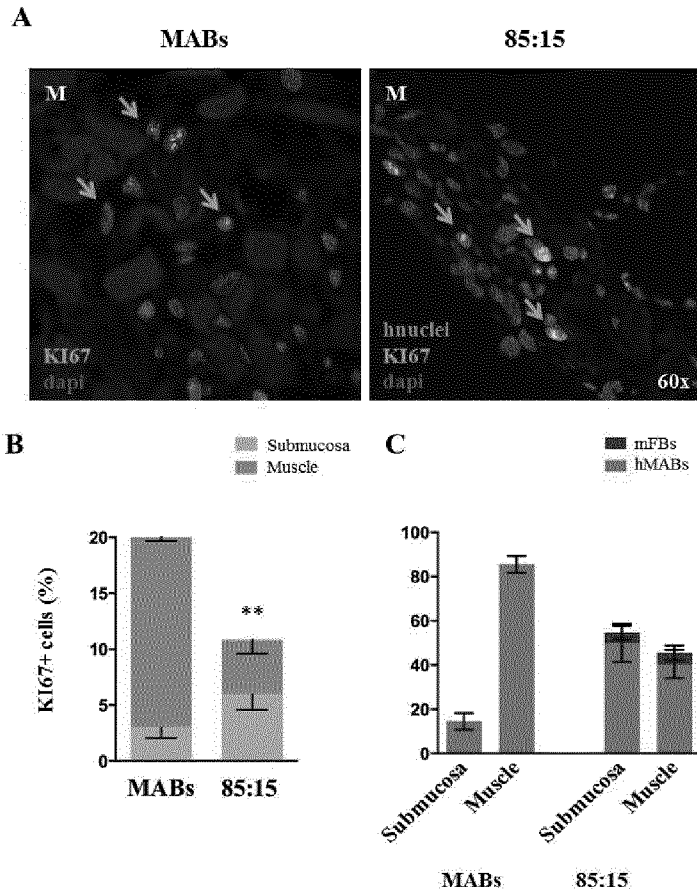 A
MABs
85:15
M
M
KI67
dapi
hnuclei
KI67
dapi
60x
B
Submucosa
Muscle
KI67+ cells (%)
20
15
10
5
0
**
MABs
85:15
C
mFBs
hMABs
100
80
60
40
20
0
Submucosa
Muscle
Submucosa
Muscle
MABs
85:15